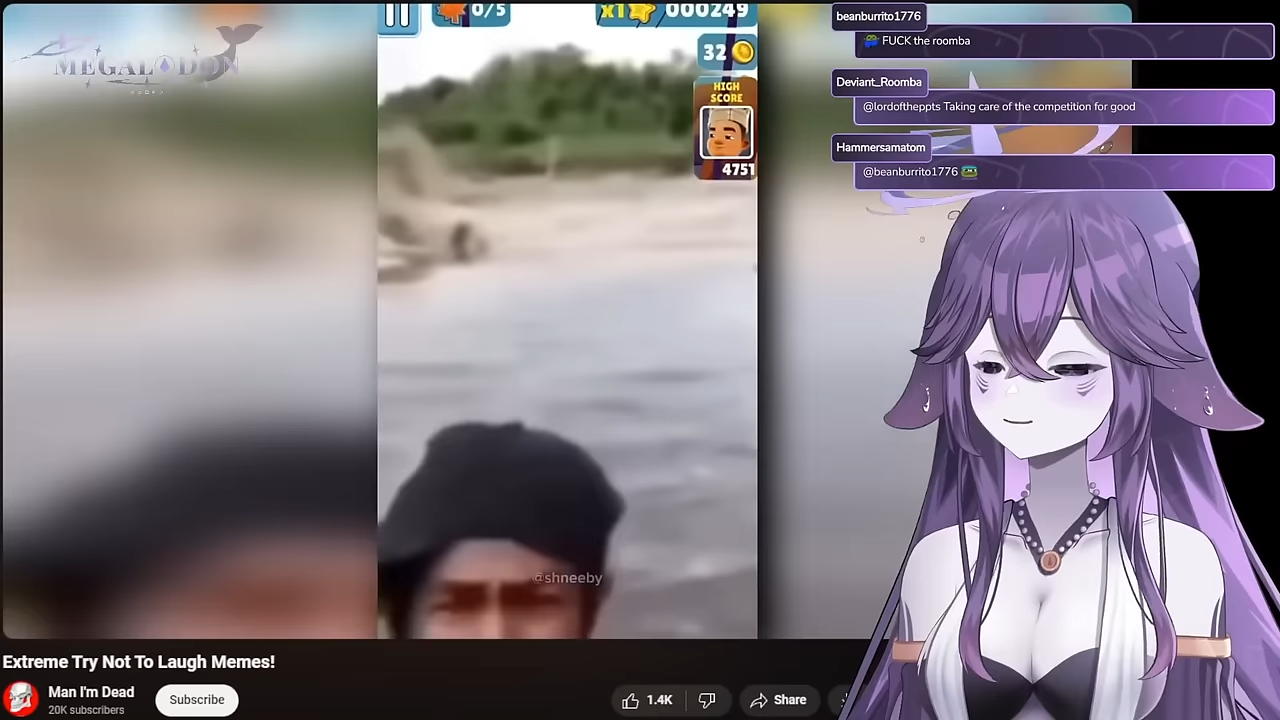 MEGALODON
0/5
x1
000249
32
HIGH
SCORE
4751
@shneeby
beanburrito1776
FUCK the roomba
Deviant_Roomba
@lordoftheppts Taking care of the competition for good
Hammersamatom
@beanburrito1776
Extreme Try Not To Laugh Memes!
Man I'm Dead
20K subscribers
Subscribe
1.4K
Share